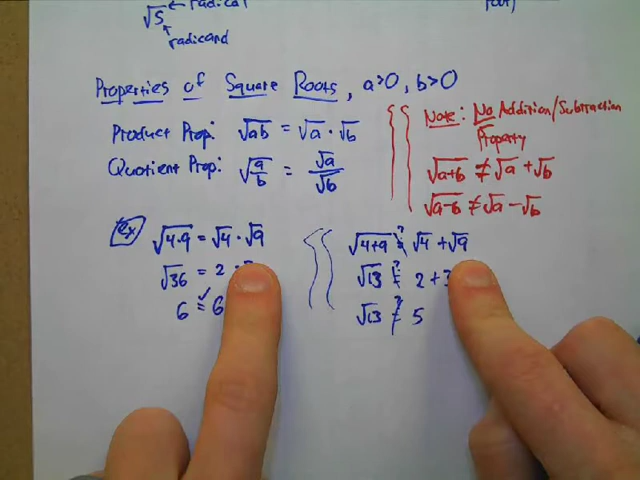 radical
√5
radicand
Properties of Square Roots, a>0, b>0
Product Prop: √ab = √a · √b
Quotient Prop: √a/b = √a/√b
Note: No Addition/Subtraction
Property
√a+b ≠ √a + √b
√a-b ≠ √a - √b
Ex
√4·9 = √4 · √9
√36 = 2 ·
6 = 6
√4+9 ≠ √4 + √9
√13 ≠ 2 + 3
√13 ≠ 5